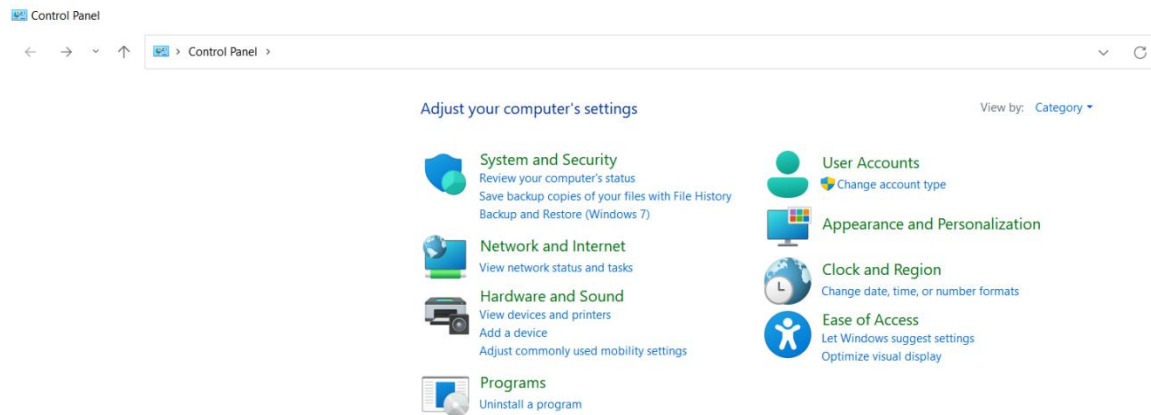 Control Panel
Control Panel
Adjust your computer's settings
View by: Category
System and Security
Review your computer's status
Save backup copies of your files with File History
Backup and Restore (Windows 7)
Network and Internet
View network status and tasks
Hardware and Sound
View devices and printers
Add a device
Adjust commonly used mobility settings
Programs
Uninstall a program
User Accounts
Change account type
Appearance and Personalization
Clock and Region
Change date, time, or number formats
Ease of Access
Let Windows suggest settings
Optimize visual display